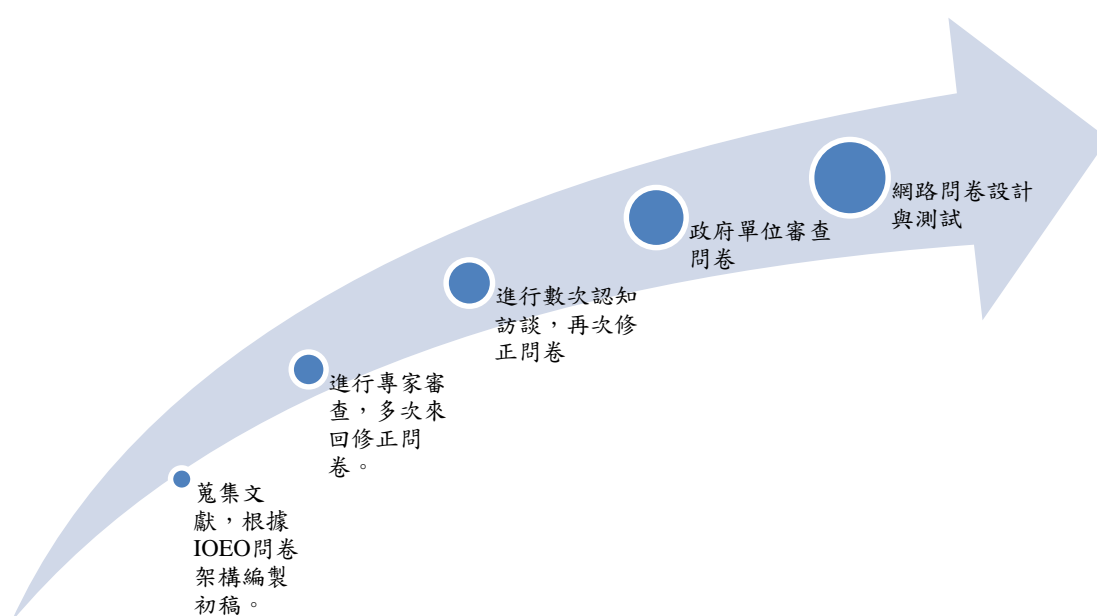 蒐集文
獻，根據
IOEO問卷
架構編製
初稿。
進行專家審
查，多次來
回修正問
卷。
進行數次認知
訪談，再次修
正問卷
政府單位審查
問卷
網路問卷設計
與測試